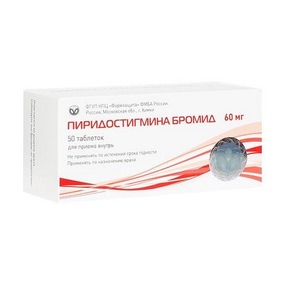 ФГУП НПЦ «Фармзащита» ФМБА России
Россия, Московская обл., г. Химки
ПИРИДОСТИГМИНА БРОМИД 60 мг
50 таблеток
для приема внутрь
Не применять по истечении срока годности
Применять по назначению врача